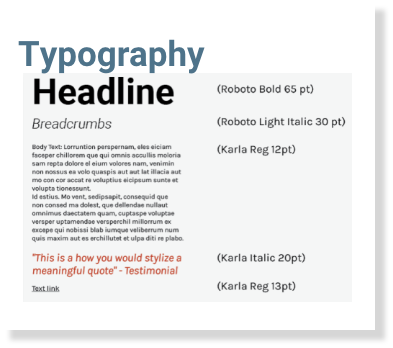 Typography
Headline (Roboto Bold 65 pt)
Breadcrumbs (Roboto Light Italic 30 pt)
Body Text: Lorruntion perspernam, eles eiciam (Karla Reg 12pt)
faceper chillorem que qui omnis accullis moloria
sam repta dolore el eium volores nam, venimin
non nossus ea volo quaspis aut aut lat illacia aut
mo con cor accat re voluptius eicipsum sunte et
volupta tionessunt.
Id estius. Mo vent, sedipsapit, consequid que
non consed ma dolest, que dellendae nullaut
omnimus daectatem quam, cuptaspe voluptae
versper uptamendae versperchil millorrum ex
excepe qui nobissi blab iumque velibernum num
quis maxim aut es erchillutet et ulpa diti re plabo.
"This is a how you would stylize a (Karla Italic 20pt)
meaningful quote" - Testimonial
Text link (Karla Reg 13pt)